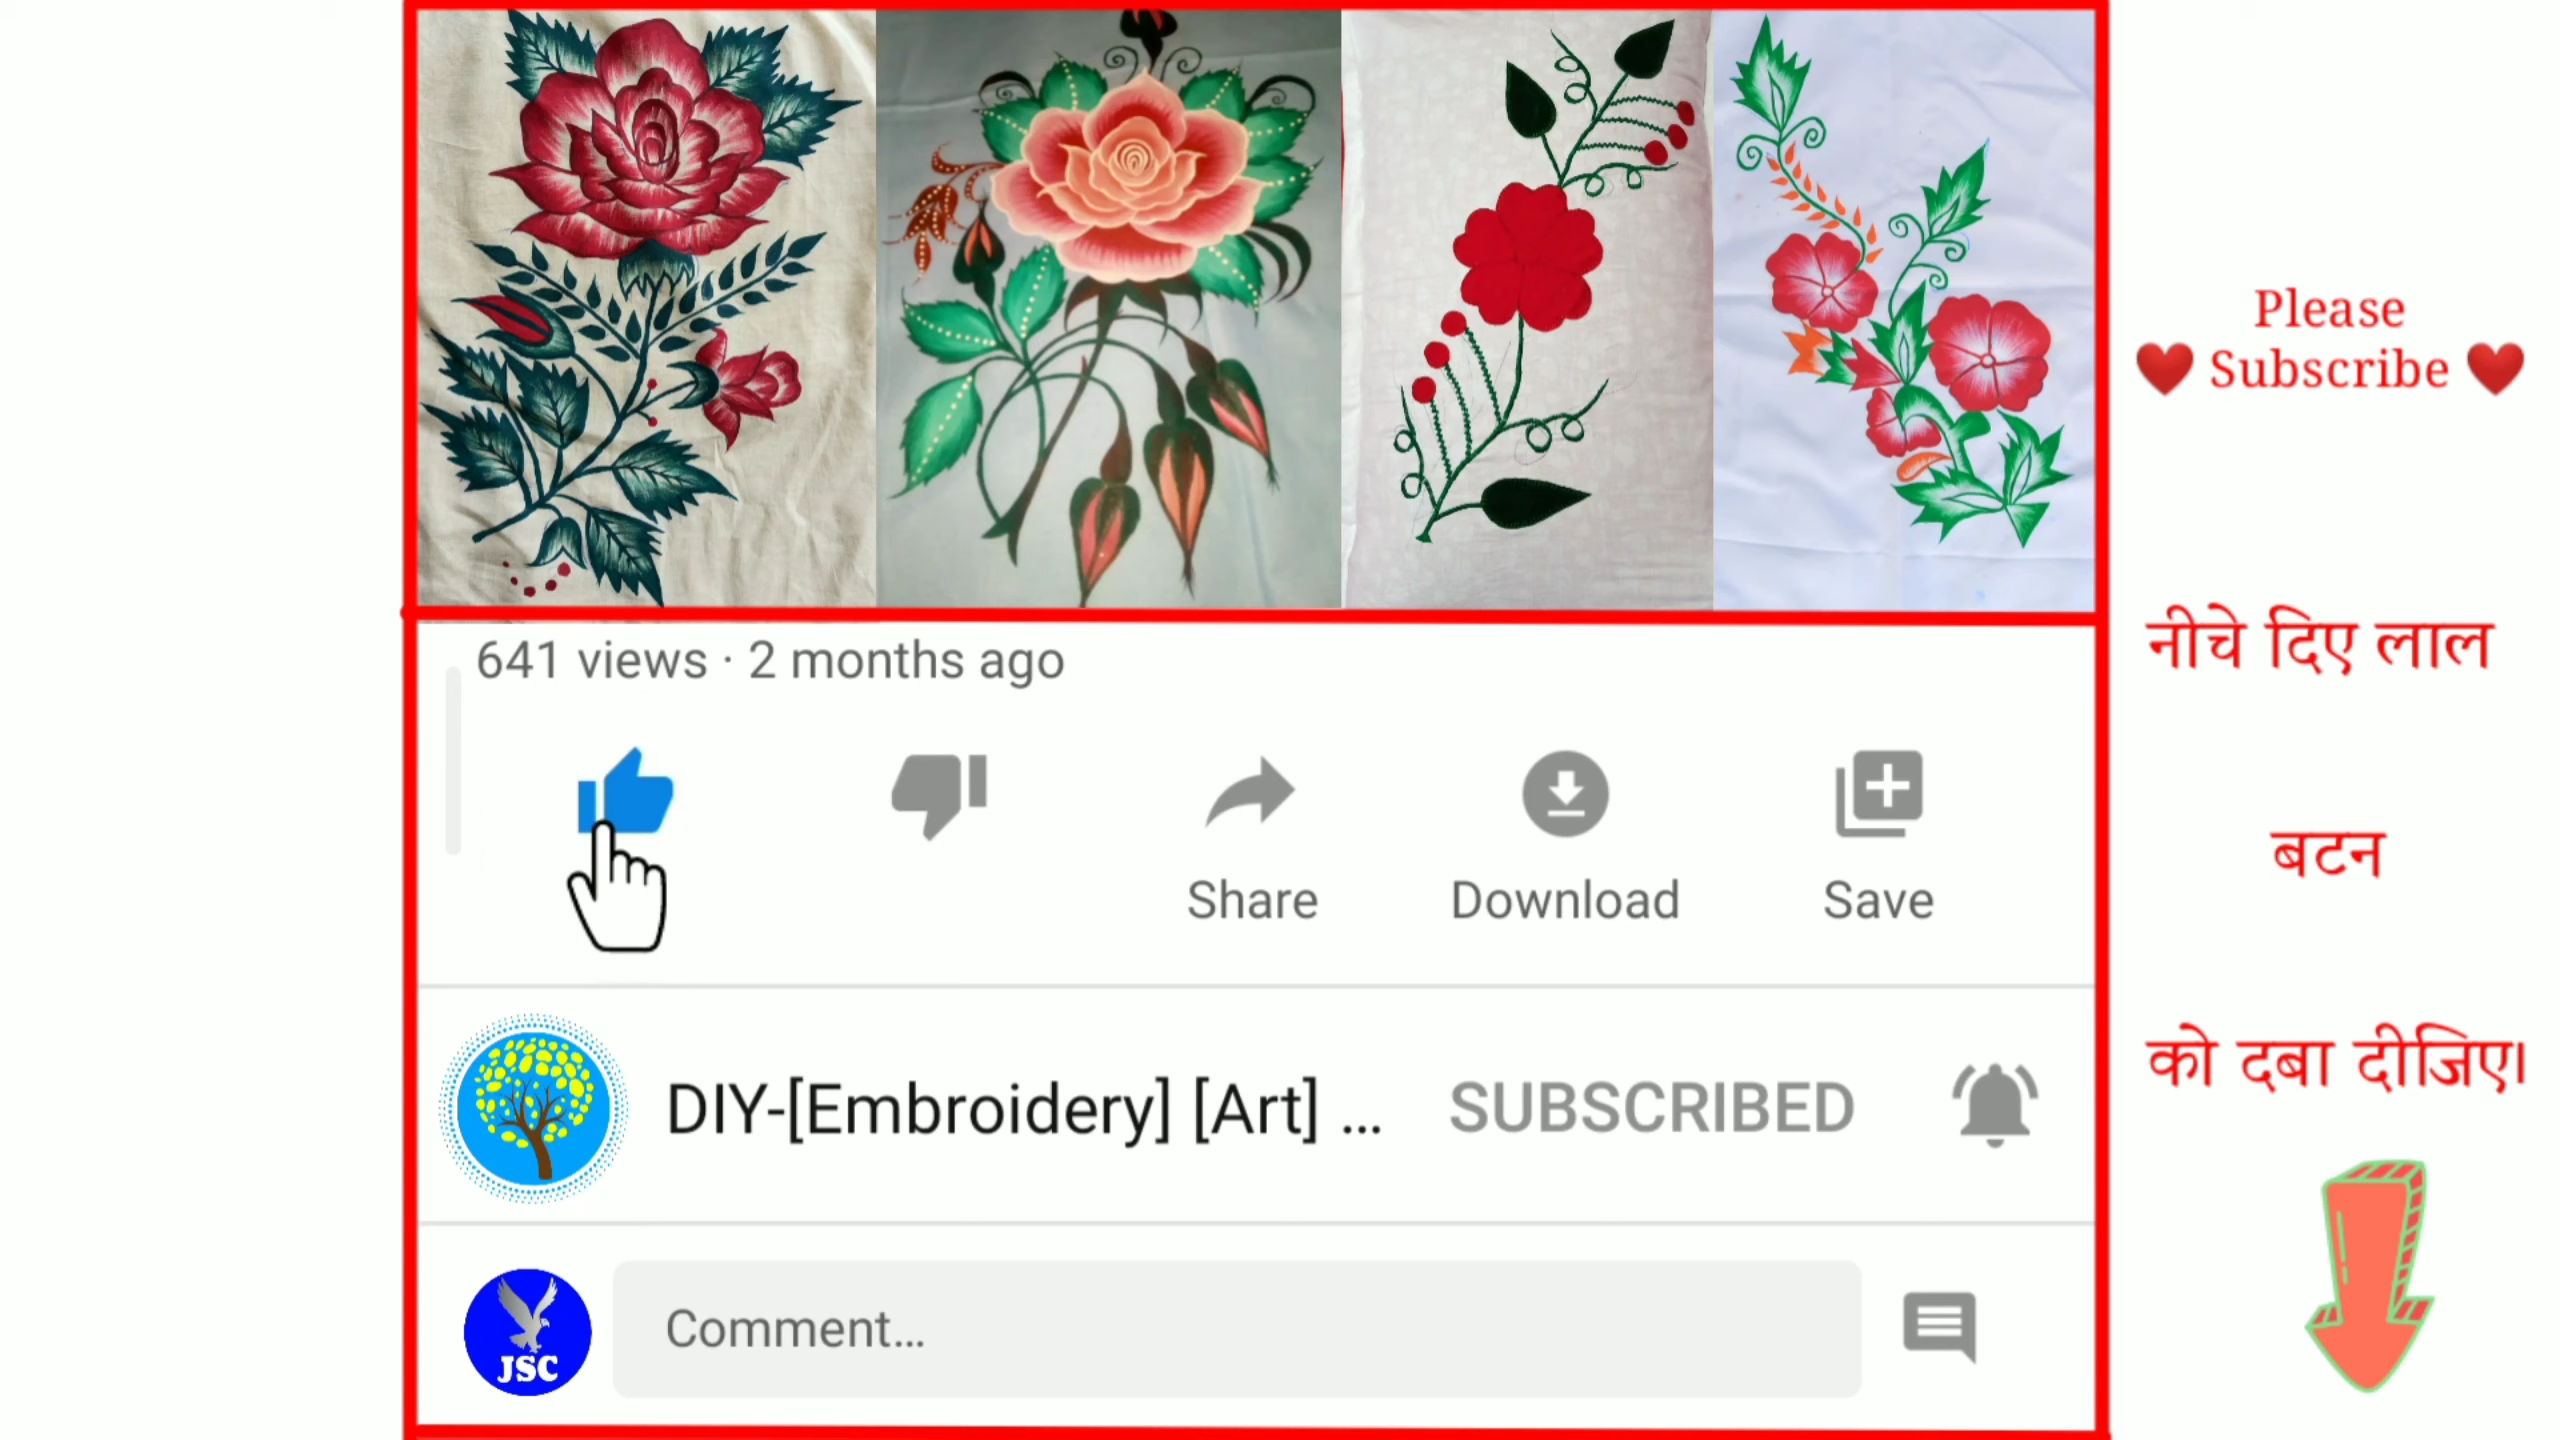 Please
❤ Subscribe ❤
नीचे दिए लाल
बटन
को दबा दीजिए।
641 views · 2 months ago
Share Download Save
DIY-[Embroidery] [Art] ... SUBSCRIBED
JSC
Comment...